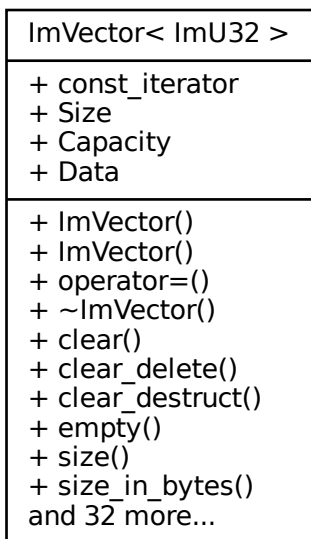 ImVector< ImU32 >
+ const_iterator
+ Size
+ Capacity
+ Data
+ ImVector()
+ ImVector()
+ operator=()
+ ~ImVector()
+ clear()
+ clear_delete()
+ clear_destruct()
+ empty()
+ size()
+ size_in_bytes()
and 32 more...